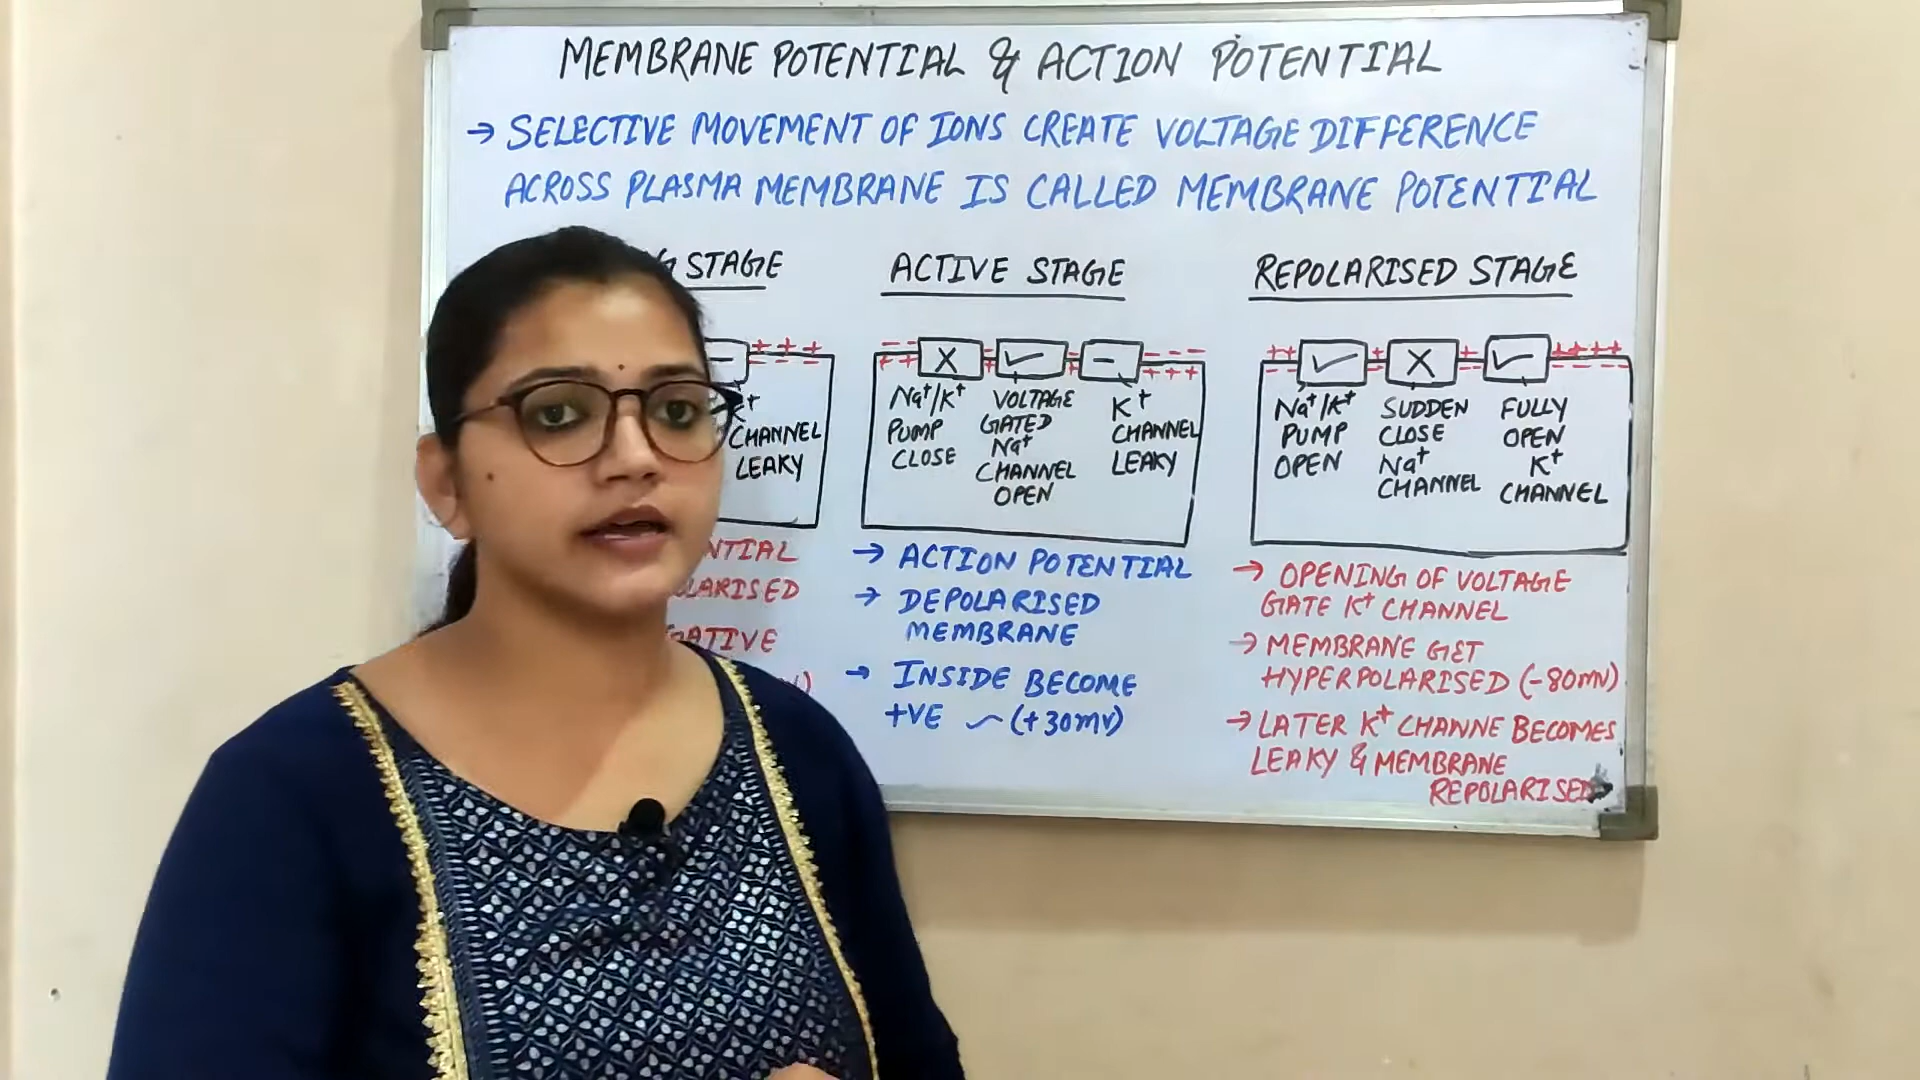 MEMBRANE POTENTIAL & ACTION POTENTIAL
→ SELECTIVE MOVEMENT OF IONS CREATE VOLTAGE DIFFERENCE
ACROSS PLASMA MEMBRANE IS CALLED MEMBRANE POTENTIAL
G STAGE
CHANNEL
LEAKY
NTIAL
LARISED
GATIVE
ACTIVE STAGE
Na⁺/K⁺
PUMP
CLOSE
VOLTAGE
GATED
Na⁺
CHANNEL
OPEN
K⁺
CHANNEL
LEAKY
→ ACTION POTENTIAL
→ DEPOLARISED
MEMBRANE
→ INSIDE BECOME
+VE ~ (+30mv)
REPOLARISED STAGE
Na⁺/K⁺
PUMP
OPEN
SUDDEN
CLOSE
Na⁺
CHANNEL
FULLY
OPEN
K⁺
CHANNEL
→ OPENING OF VOLTAGE
GATE K⁺ CHANNEL
→ MEMBRANE GET
HYPERPOLARISED (-80mv)
→ LATER K⁺ CHANNE BECOMES
LEAKY & MEMBRANE
REPOLARISED